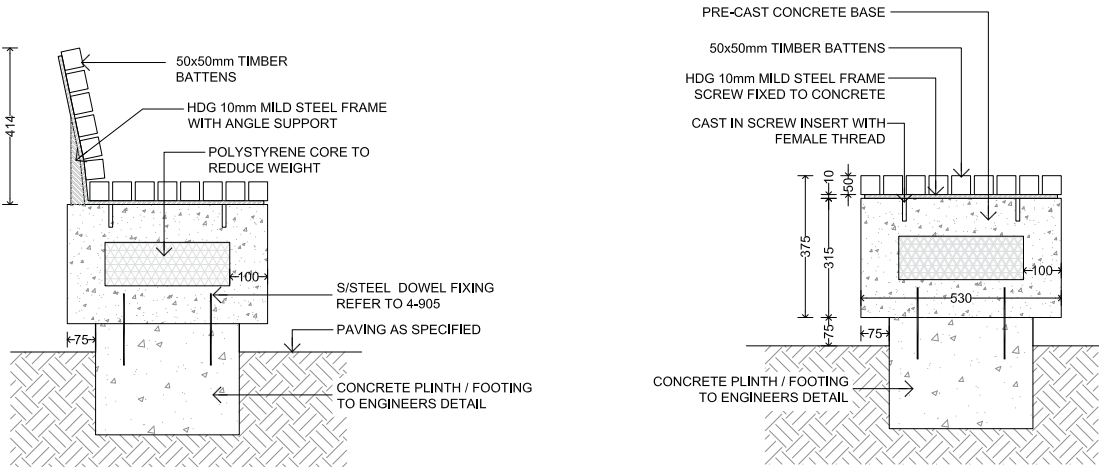 50x50mm TIMBER
BATTENS
HDG 10mm MILD STEEL FRAME
WITH ANGLE SUPPORT
POLYSTYRENE CORE TO
REDUCE WEIGHT
414
100
S/STEEL DOWEL FIXING
REFER TO 4-905
PAVING AS SPECIFIED
75
CONCRETE PLINTH / FOOTING
TO ENGINEERS DETAIL
PRE-CAST CONCRETE BASE
50x50mm TIMBER BATTENS
HDG 10mm MILD STEEL FRAME
SCREW FIXED TO CONCRETE
CAST IN SCREW INSERT WITH
FEMALE THREAD
10
50
375
315
100
530
75
75
CONCRETE PLINTH / FOOTING
TO ENGINEERS DETAIL